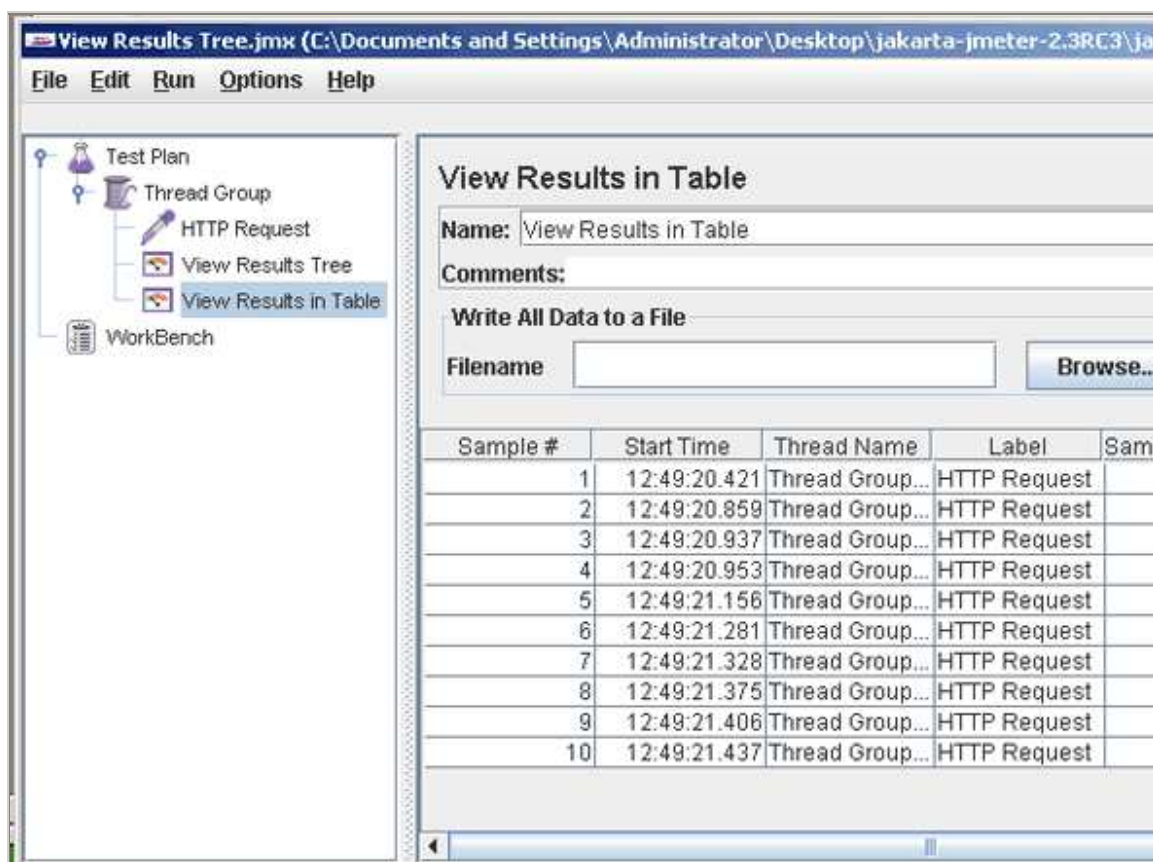 View Results Tree.jmx (C:\Documents and Settings\Administrator\Desktop\jakarta-jmeter-2.3RC3\ja
File Edit Run Options Help
Test Plan
Thread Group
HTTP Request
View Results Tree
View Results in Table
WorkBench
View Results in Table
Name: View Results in Table
Comments:
Write All Data to a File
Filename Browse..
Sample # Start Time Thread Name Label Sam
1 12:49:20.421 Thread Group... HTTP Request
2 12:49:20.859 Thread Group... HTTP Request
3 12:49:20.937 Thread Group... HTTP Request
4 12:49:20.953 Thread Group... HTTP Request
5 12:49:21.156 Thread Group... HTTP Request
6 12:49:21.281 Thread Group... HTTP Request
7 12:49:21.328 Thread Group... HTTP Request
8 12:49:21.375 Thread Group... HTTP Request
9 12:49:21.406 Thread Group... HTTP Request
10 12:49:21.437 Thread Group... HTTP Request